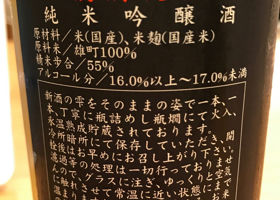 純米吟醸酒
原材料／米(国産)、米麹(国産米)
原料米／雄町100%
精米歩合／55%
アルコール分／16.0%以上～17.0%未満
新酒の雫をそのままの姿で一本一
本、丁寧に瓶詰めし瓶燗にて火入、
氷温熟成貯蔵されております。
冷暗所にて保存していただき、開
栓後はお早めにお召し上がり下さい。
濾過等の処理は一切行っておりませ
んので、グラスに注ぎ、ゆっくりと空気
に触れさせて常温に近い状態にま